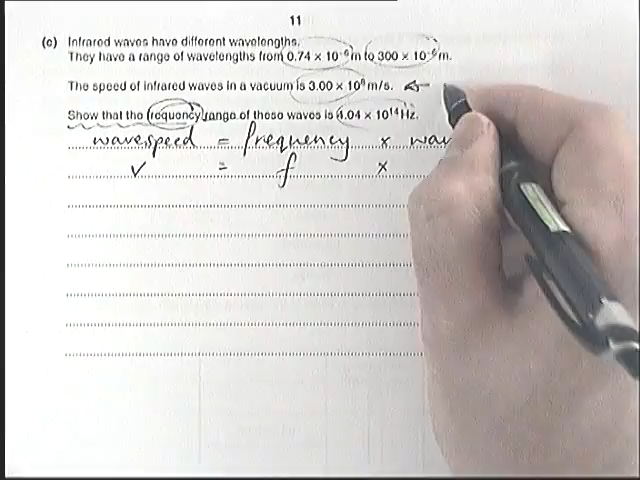 11
(c) Infrared waves have different wavelengths.
They have a range of wavelengths from 0.74 × 10⁻⁶ m to 300 × 10⁻⁶ m.
The speed of infrared waves in a vacuum is 3.00 × 10⁸ m/s. ←
Show that the frequency range of these waves is 4.04 × 10¹⁴ Hz.
wavespeed = frequency × wav
v = f ×